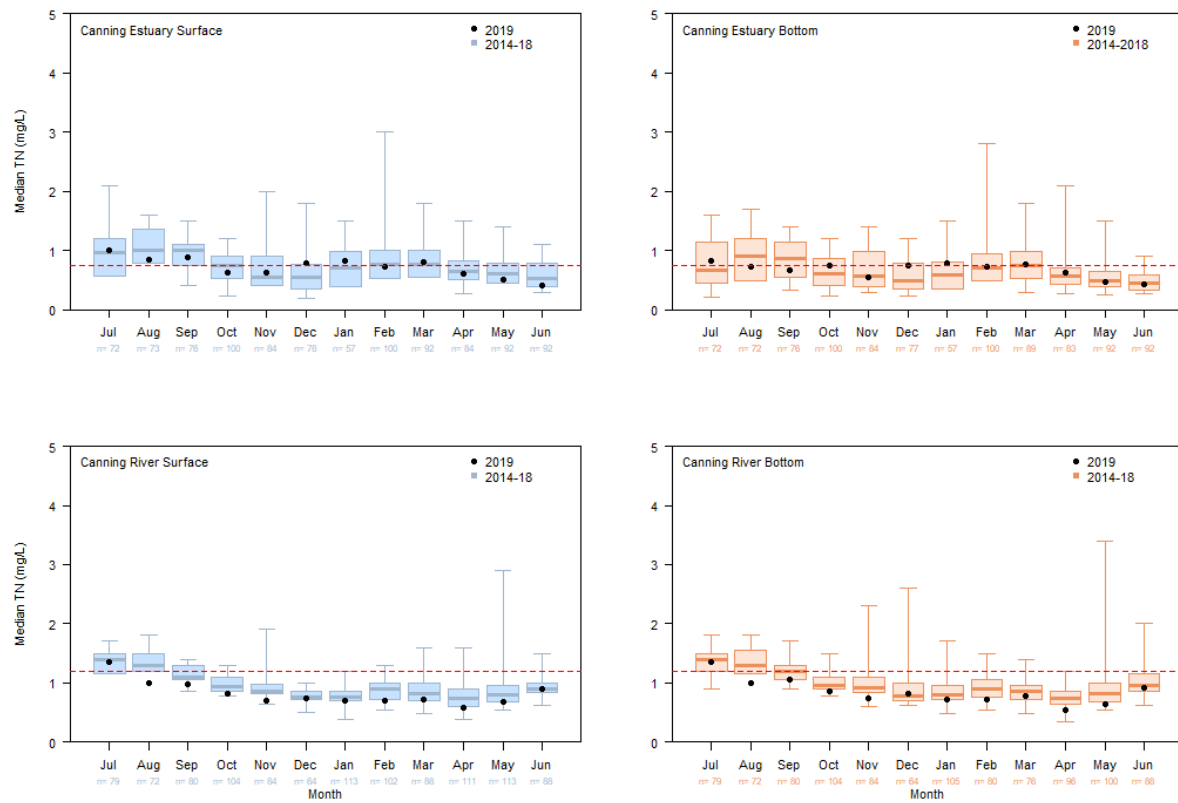 Canning Estuary Surface
2019
2014-18
Median TN (mg/L)
5
4
3
2
1
0
Jul Aug Sep Oct Nov Dec Jan Feb Mar Apr May Jun
n= 72 n= 73 n= 76 n= 100 n= 84 n= 76 n= 57 n= 100 n= 92 n= 84 n= 92 n= 92
Canning Estuary Bottom
2019
2014-2018
5
4
3
2
1
0
Jul Aug Sep Oct Nov Dec Jan Feb Mar Apr May Jun
n= 72 n= 72 n= 76 n= 100 n= 84 n= 77 n= 57 n= 100 n= 89 n= 83 n= 92 n= 92
Canning River Surface
2019
2014-18
Median TN (mg/L)
5
4
3
2
1
0
Jul Aug Sep Oct Nov Dec Jan Feb Mar Apr May Jun
n= 79 n= 72 n= 80 n= 104 n= 84 n= 64 n= 113 n= 102 n= 88 n= 111 n= 113 n= 88
Month
Canning River Bottom
2019
2014-18
5
4
3
2
1
0
Jul Aug Sep Oct Nov Dec Jan Feb Mar Apr May Jun
n= 79 n= 72 n= 80 n= 104 n= 84 n= 64 n= 105 n= 80 n= 76 n= 96 n= 100 n= 88
Month